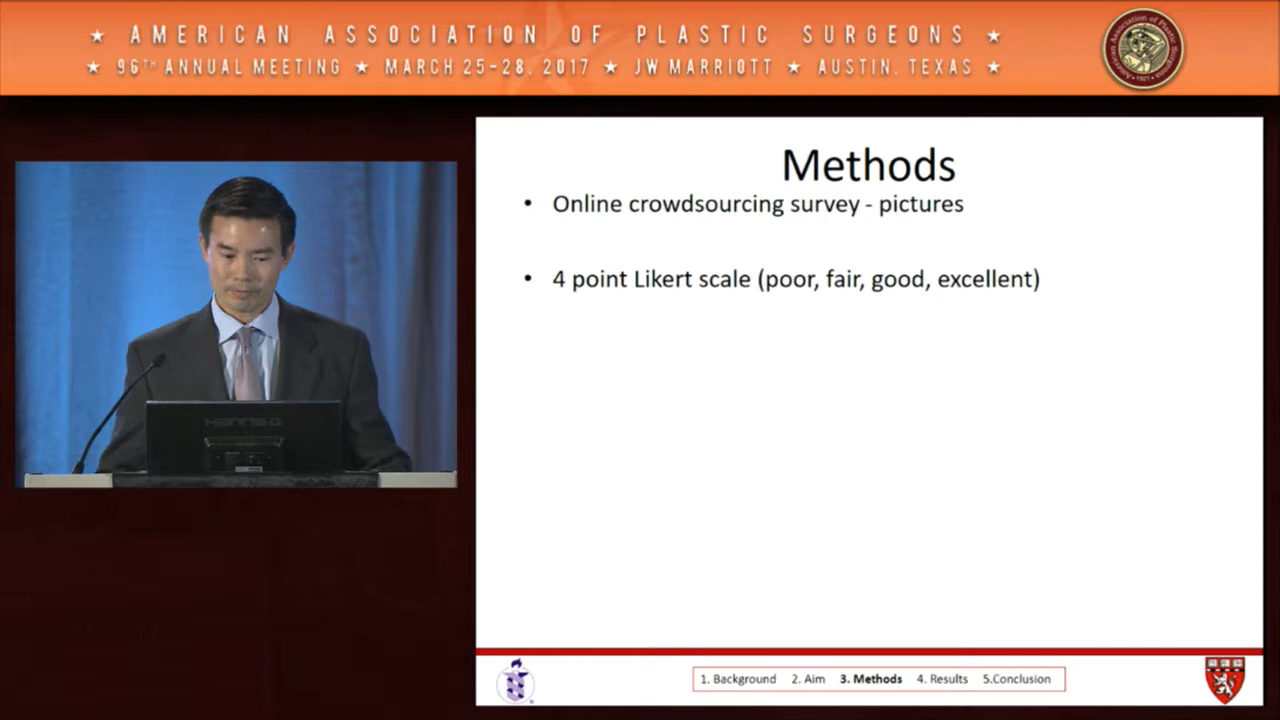 ★ AMERICAN ASSOCIATION OF PLASTIC SURGEONS ★
★ 96TH ANNUAL MEETING ★ MARCH 25-28, 2017 ★ JW MARRIOTT ★ AUSTIN, TEXAS ★
Methods
• Online crowdsourcing survey - pictures
• 4 point Likert scale (poor, fair, good, excellent)
1. Background 2. Aim 3. Methods 4. Results 5.Conclusion